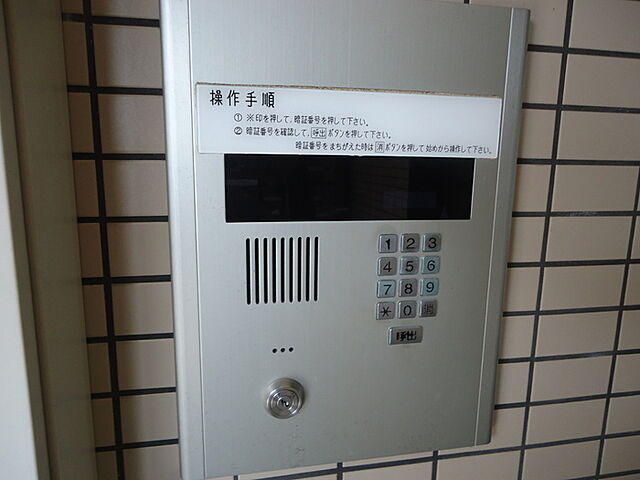 操作手順
① ※印を押して、暗証番号を押して下さい。
② 暗証番号を確認して、呼出ボタンを押して下さい。
暗証番号をまちがえた時は消ボタンを押して始めから操作して下さい。
1 2 3
4 5 6
7 8 9
* 0
呼出